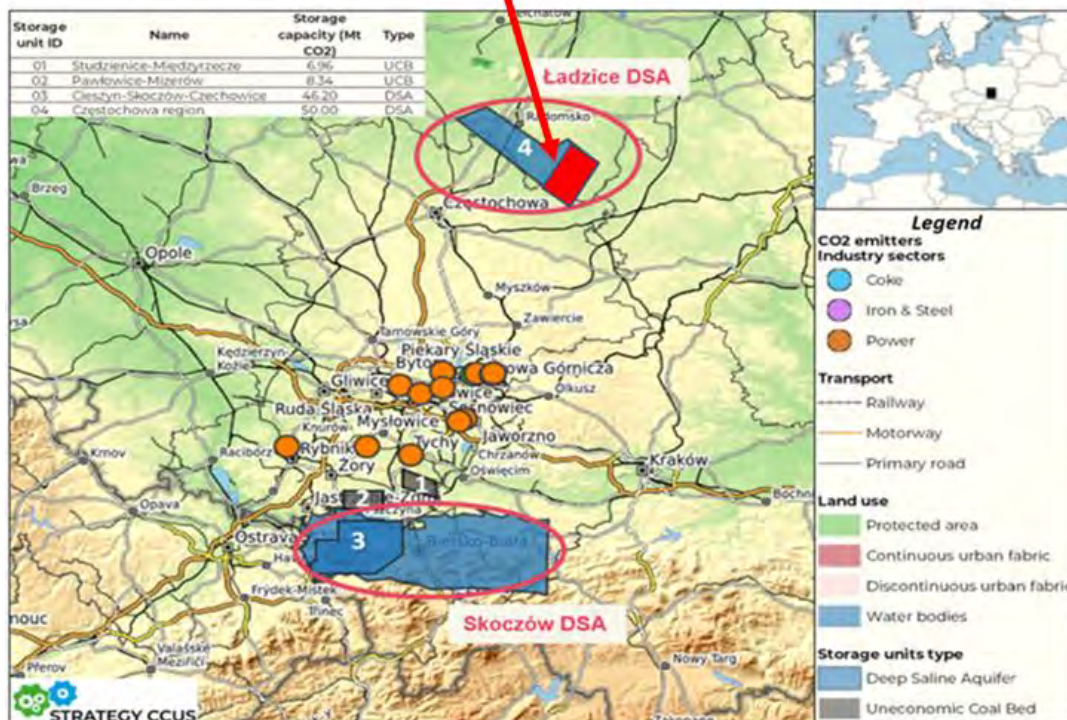 Storage unit ID Name Storage capacity (Mt CO2) Type
01 Studzienice-Międzyrzecze 6.96 UCB
02 Pawłowice-Mizerów 8.34 UCB
03 Cieszyn-Skoczów-Czechowice 46.20 DSA
04 Częstochowa region 50.00 DSA
Bełchatów
Ładzice DSA
Radomsko
4
Brzeg
Częstochowa
Opole
Myszków
Zawiercie
Tarnowskie Góry
Kędzierzyn-
Koźle
Piekary Śląskie
Byto
owa Górnicza
Gliwice
wice
Olkusz
Ruda Śląska
Sosnowiec
Knurów
Mysłowice
Jaworzno
Tychy
Chrzanów
Racibórz
Rybnik
Krnov
Żory
Oświęcim
Kraków
1
Bochni
Opava
2
3
Bielsko-Biała
Ostrava
Frýdek-Místek
Třinec
Skoczów DSA
Valašské
Meziříčí
Přerov
Nowy Targ
STRATEGY CCUS
Legend
CO2 emitters
Industry sectors
Coke
Iron & Steel
Power
Transport
Railway
Motorway
Primary road
Land use
Protected area
Continuous urban fabric
Discontinuous urban fabric
Water bodies
Storage units type
Deep Saline Aquifer
Uneconomic Coal Bed